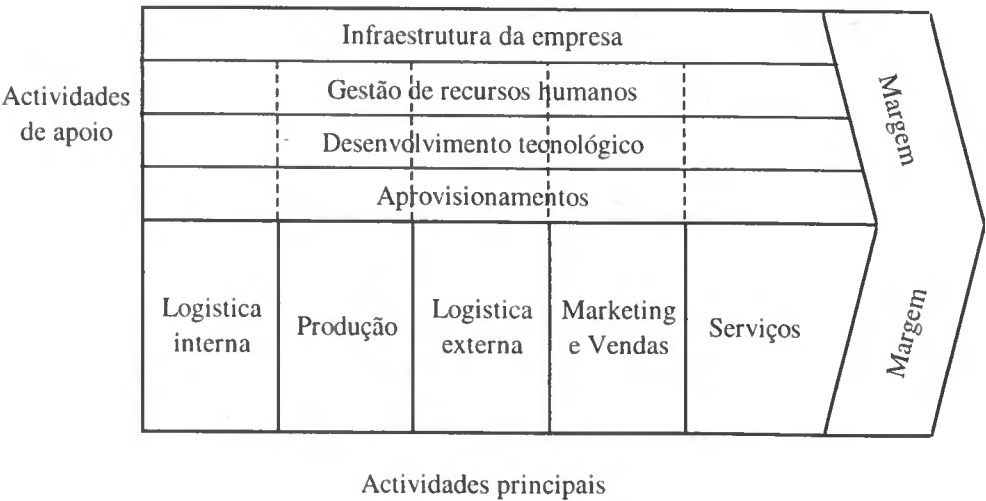 Infraestrutura da empresa
Actividades
de apoio
Gestão de recursos humanos
Desenvolvimento tecnológico
Aprovisionamentos
Margem
Logistica
interna
Produção
Logistica
externa
Marketing
e Vendas
Serviços
Margem
Actividades principais